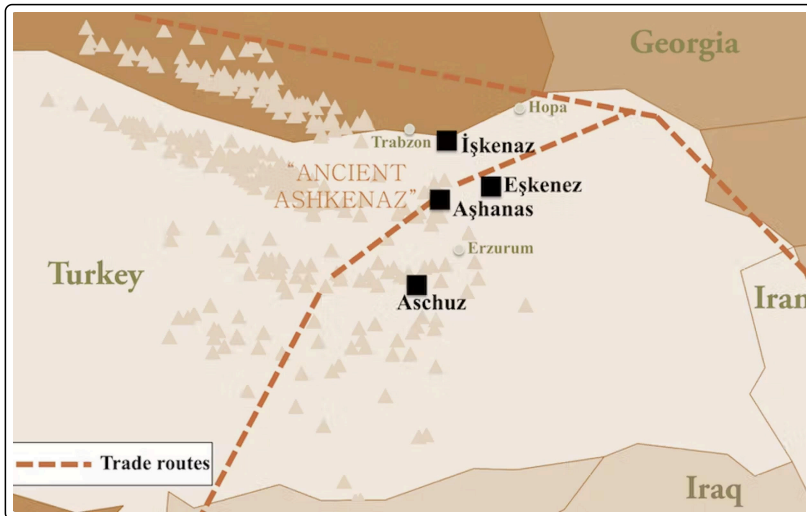 Georgia
Hopa
Trabzon
İşkenaz
“ANCIENT
ASHKENAZ”
Eşkenez
Aşhanas
Erzurum
Turkey
Aschuz
Iran
Trade routes
Iraq